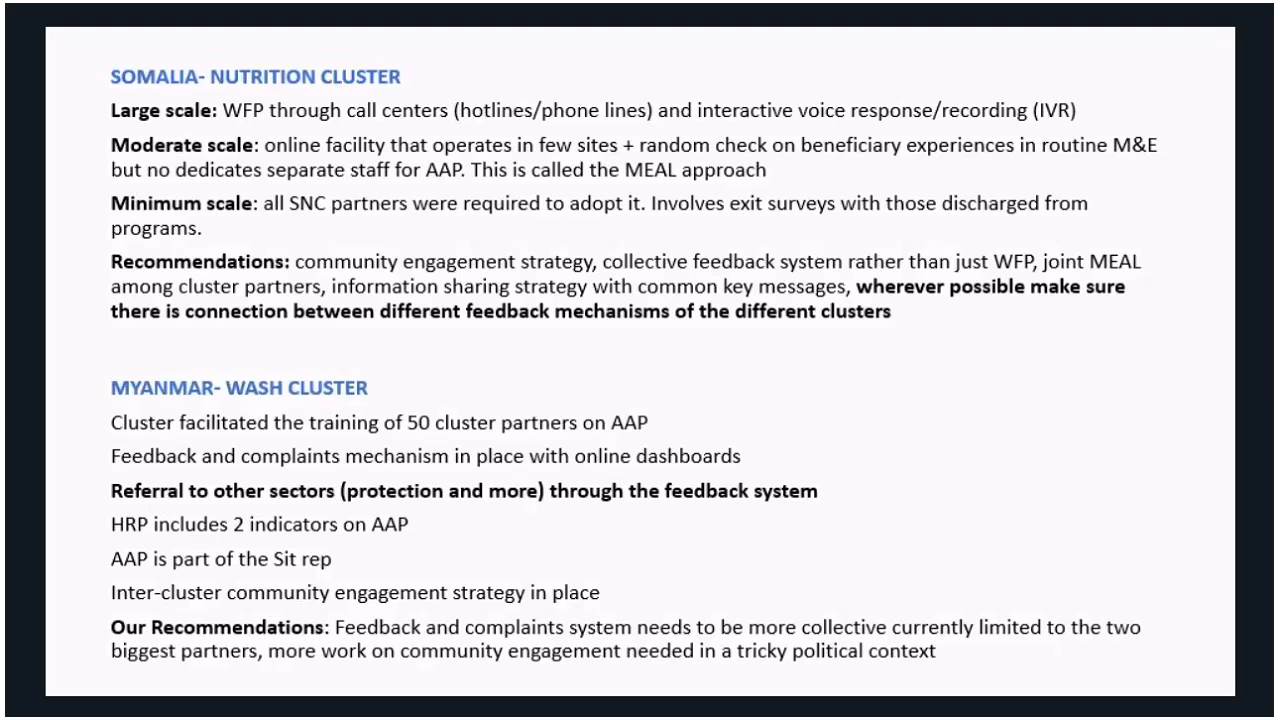 SOMALIA- NUTRITION CLUSTER
Large scale: WFP through call centers (hotlines/phone lines) and interactive voice response/recording (IVR)
Moderate scale: online facility that operates in few sites + random check on beneficiary experiences in routine M&E
but no dedicates separate staff for AAP. This is called the MEAL approach
Minimum scale: all SNC partners were required to adopt it. Involves exit surveys with those discharged from
programs.
Recommendations: community engagement strategy, collective feedback system rather than just WFP, joint MEAL
among cluster partners, information sharing strategy with common key messages, wherever possible make sure
there is connection between different feedback mechanisms of the different clusters
MYANMAR- WASH CLUSTER
Cluster facilitated the training of 50 cluster partners on AAP
Feedback and complaints mechanism in place with online dashboards
Referral to other sectors (protection and more) through the feedback system
HRP includes 2 indicators on AAP
AAP is part of the Sit rep
Inter-cluster community engagement strategy in place
Our Recommendations: Feedback and complaints system needs to be more collective currently limited to the two
biggest partners, more work on community engagement needed in a tricky political context